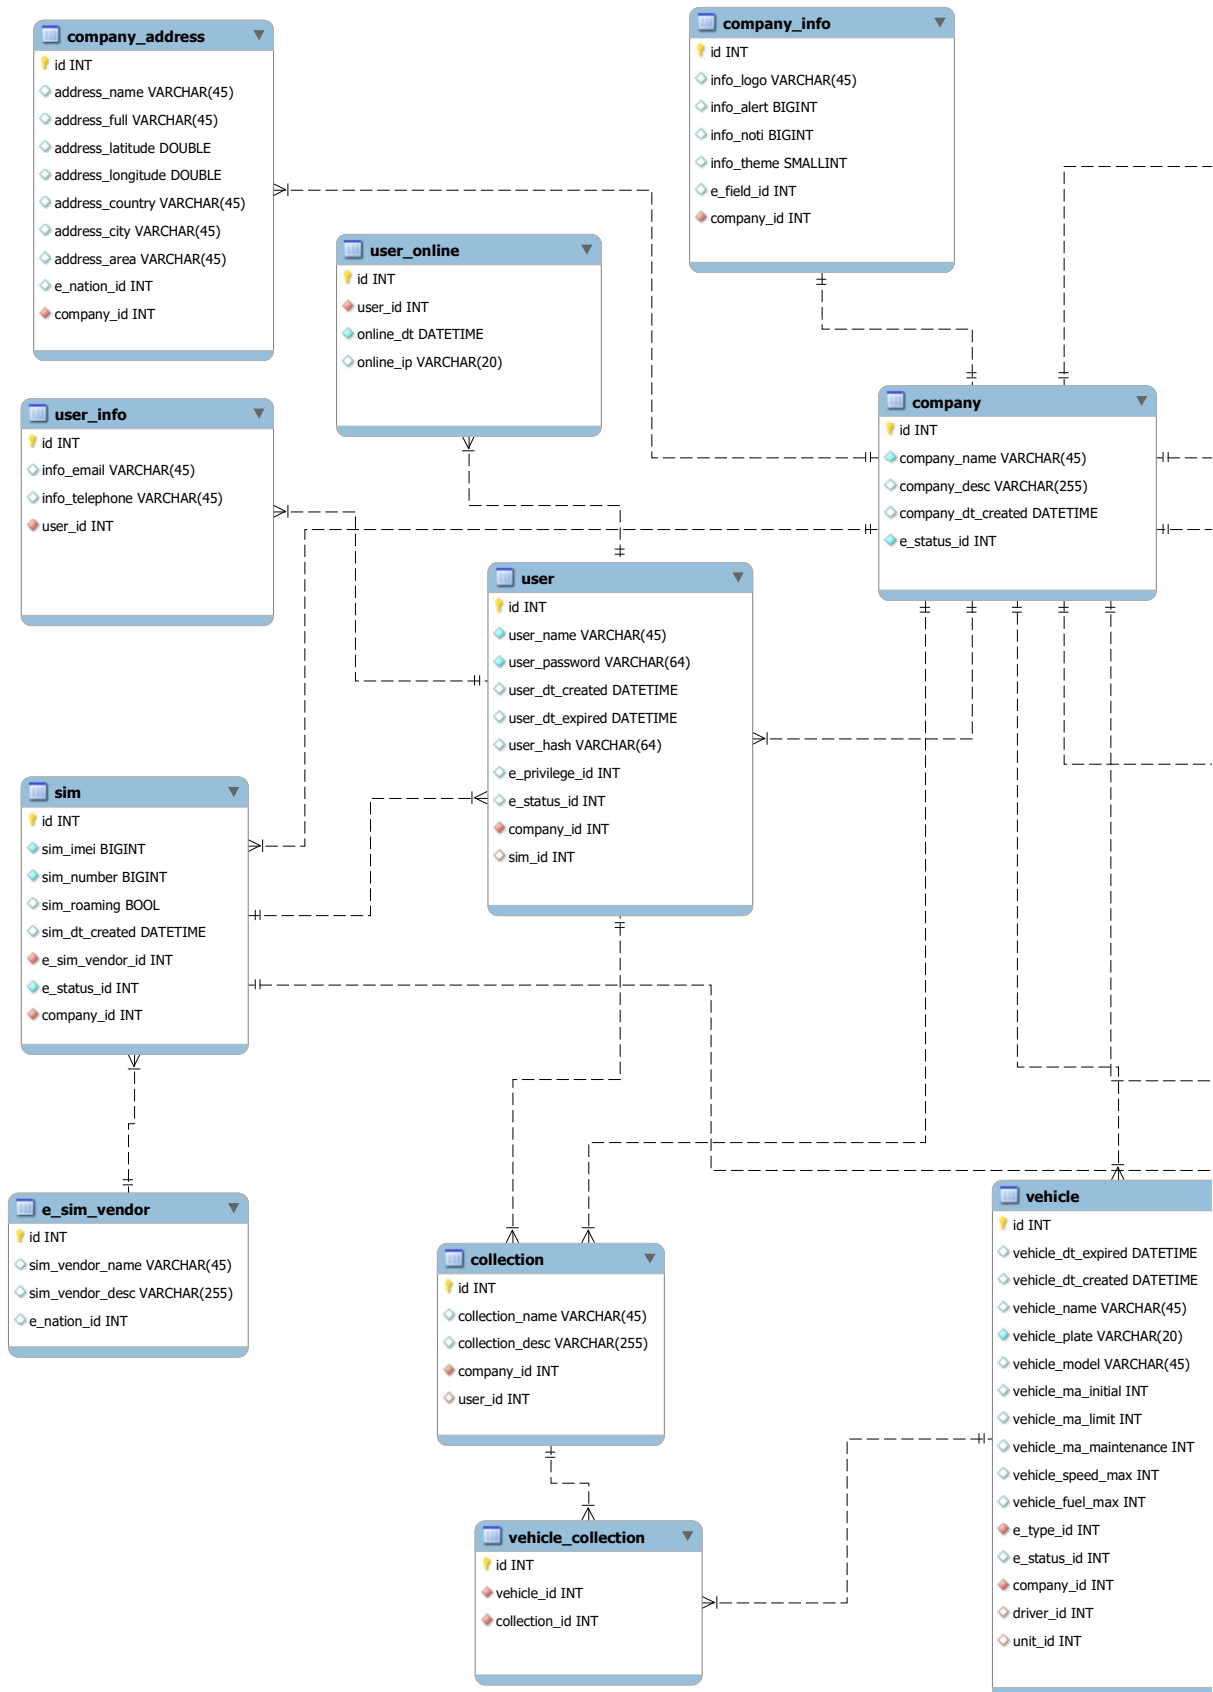 company_address
id INT
address_name VARCHAR(45)
address_full VARCHAR(45)
address_latitude DOUBLE
address_longitude DOUBLE
address_country VARCHAR(45)
address_city VARCHAR(45)
address_area VARCHAR(45)
e_nation_id INT
company_id INT
company_info
id INT
info_logo VARCHAR(45)
info_alert BIGINT
info_noti BIGINT
info_theme SMALLINT
e_field_id INT
company_id INT
user_online
id INT
user_id INT
online_dt DATETIME
online_ip VARCHAR(20)
user_info
id INT
info_email VARCHAR(45)
info_telephone VARCHAR(45)
user_id INT
company
id INT
company_name VARCHAR(45)
company_desc VARCHAR(255)
company_dt_created DATETIME
e_status_id INT
user
id INT
user_name VARCHAR(45)
user_password VARCHAR(64)
user_dt_created DATETIME
user_dt_expired DATETIME
user_hash VARCHAR(64)
e_privilege_id INT
e_status_id INT
company_id INT
sim_id INT
sim
id INT
sim_imei BIGINT
sim_number BIGINT
sim_roaming BOOL
sim_dt_created DATETIME
e_sim_vendor_id INT
e_status_id INT
company_id INT
e_sim_vendor
id INT
sim_vendor_name VARCHAR(45)
sim_vendor_desc VARCHAR(255)
e_nation_id INT
collection
id INT
collection_name VARCHAR(45)
collection_desc VARCHAR(255)
company_id INT
user_id INT
vehicle
id INT
vehicle_dt_expired DATETIME
vehicle_dt_created DATETIME
vehicle_name VARCHAR(45)
vehicle_plate VARCHAR(20)
vehicle_model VARCHAR(45)
vehicle_ma_initial INT
vehicle_ma_limit INT
vehicle_ma_maintenance INT
vehicle_speed_max INT
vehicle_fuel_max INT
e_type_id INT
e_status_id INT
company_id INT
driver_id INT
unit_id INT
vehicle_collection
id INT
vehicle_id INT
collection_id INT